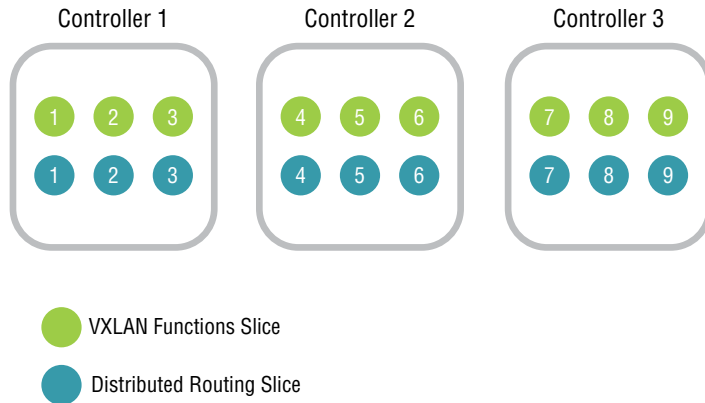 Controller 1 Controller 2 Controller 3
1 2 3 4 5 6 7 8 9
1 2 3 4 5 6 7 8 9
VXLAN Functions Slice
Distributed Routing Slice